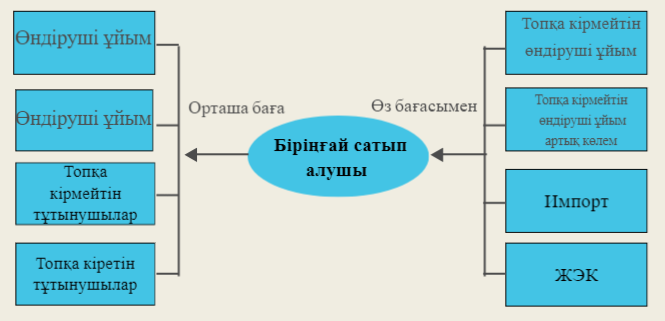 Өндіруші ұйым
Өндіруші ұйым
Топқа
кірмейтін
тұтынушылар
Топқа кіретін
тұтынушылар
Орташа баға
Біріңғай сатып
алушы
Өз бағасымен
Топқа кірмейтін
өндіруші ұйым
Топқа кірмейтін
өндіруші ұйым
артық көлем
Импорт
ЖЭК